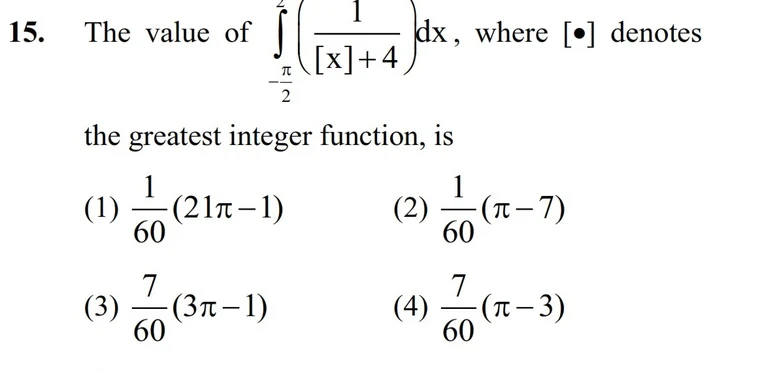 15. The value of ∫_{-π/2} (1/([x]+4)) dx, where [•] denotes
the greatest integer function, is
(1) 1/60 (21π−1) (2) 1/60 (π−7)
(3) 7/60 (3π−1) (4) 7/60 (π−3)